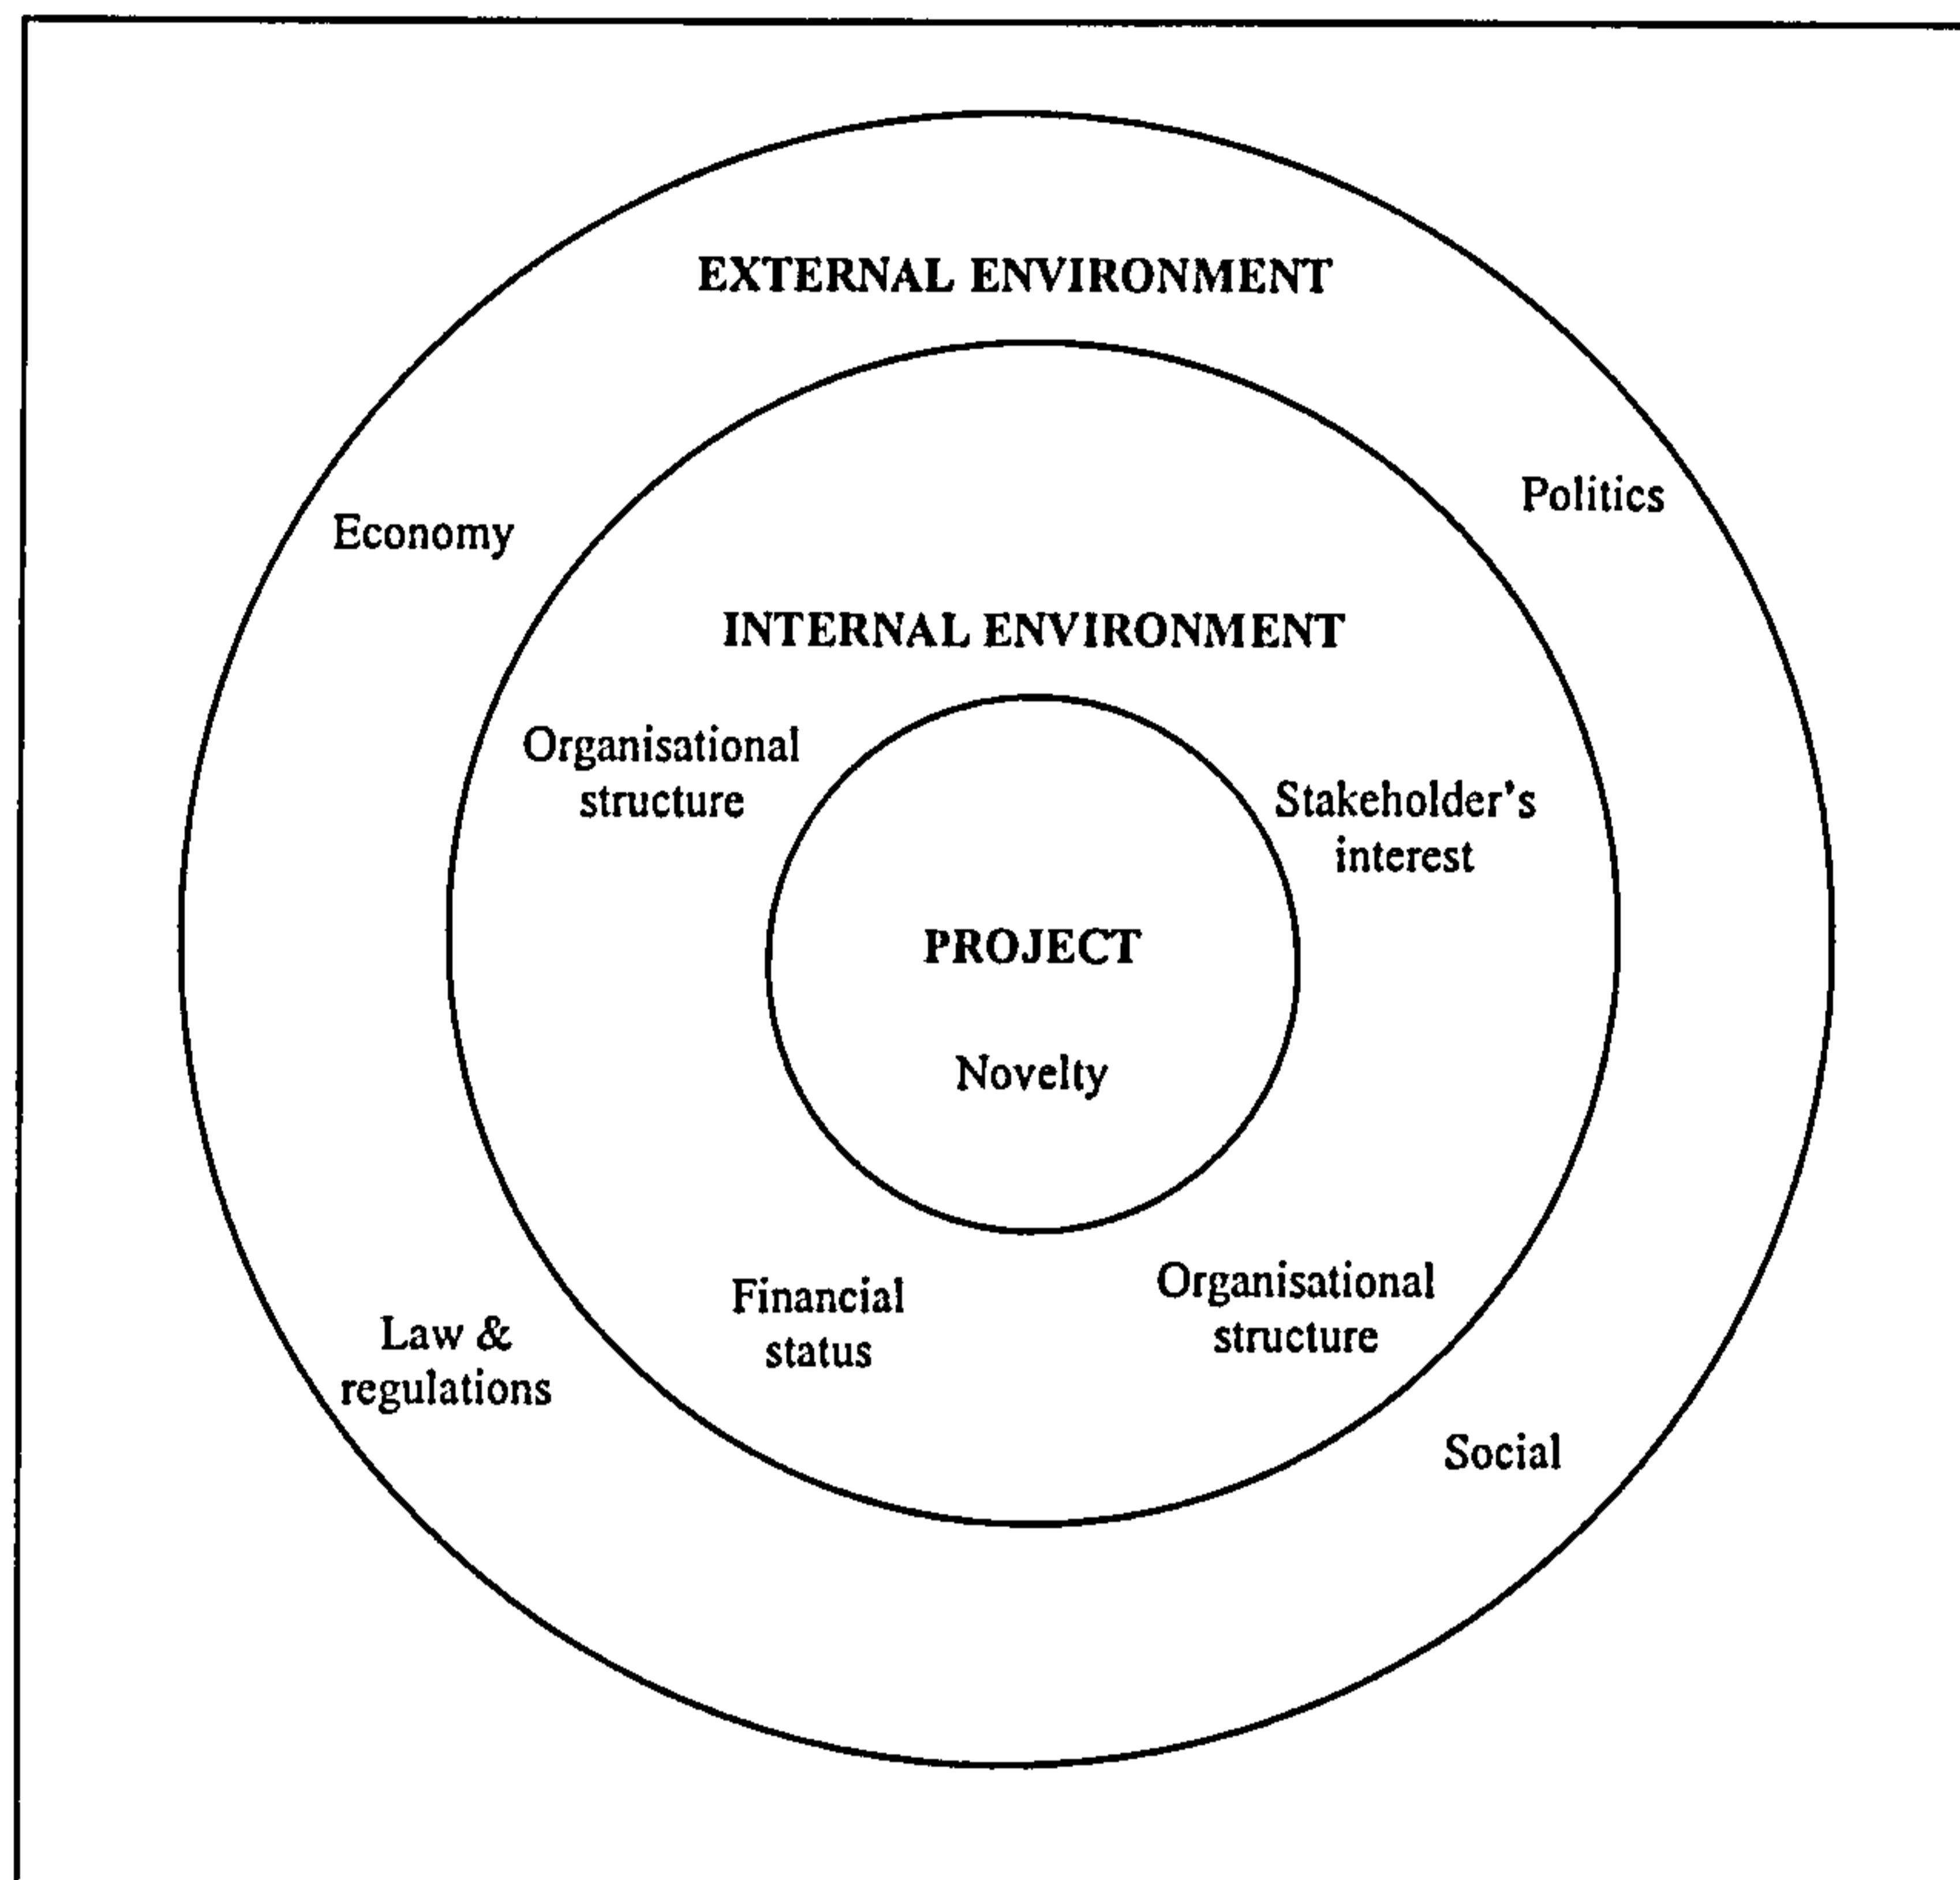 EXTERNAL ENVIRONMENT
Economy
Politics
INTERNAL ENVIRONMENT
Organisational
structure
Stakeholder's
interest
PROJECT
Novelty
Financial
status
Organisational
structure
Law &
regulations
Social